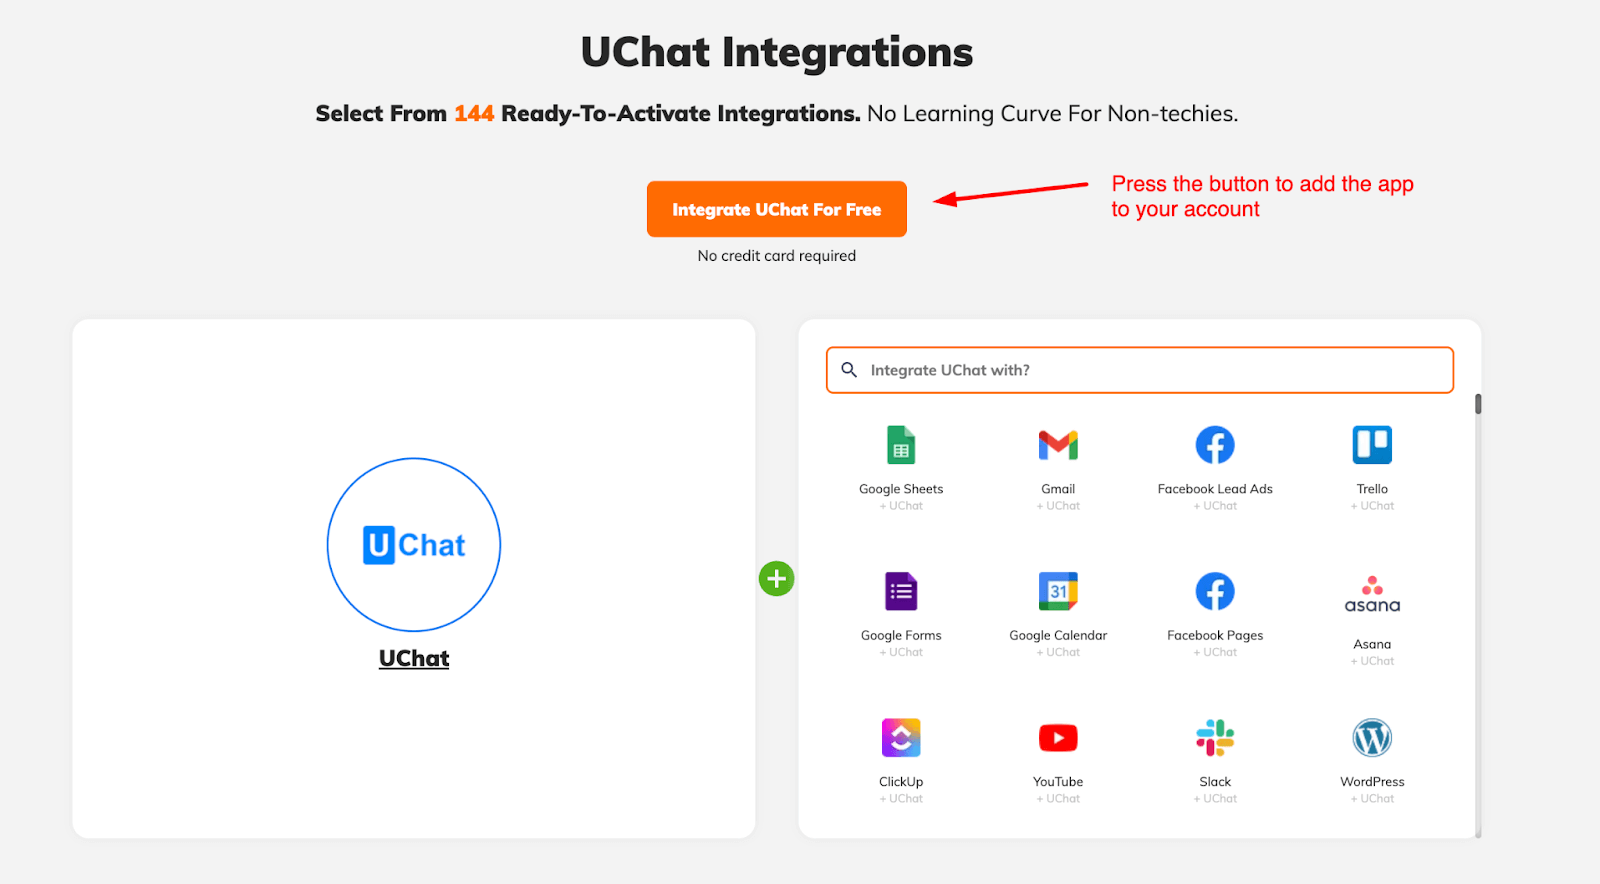 UChat Integrations
Select From 144 Ready-To-Activate Integrations. No Learning Curve For Non-techies.
Integrate UChat For Free
Press the button to add the app
to your account
No credit card required
U Chat
UChat
Integrate UChat with?
Google Sheets
+ UChat
Gmail
+ UChat
Facebook Lead Ads
+ UChat
Trello
+ UChat
Google Forms
+ UChat
31
Google Calendar
+ UChat
Facebook Pages
+ UChat
asana
Asana
+ UChat
ClickUp
+ UChat
YouTube
+ UChat
Slack
+ UChat
WordPress
+ UChat